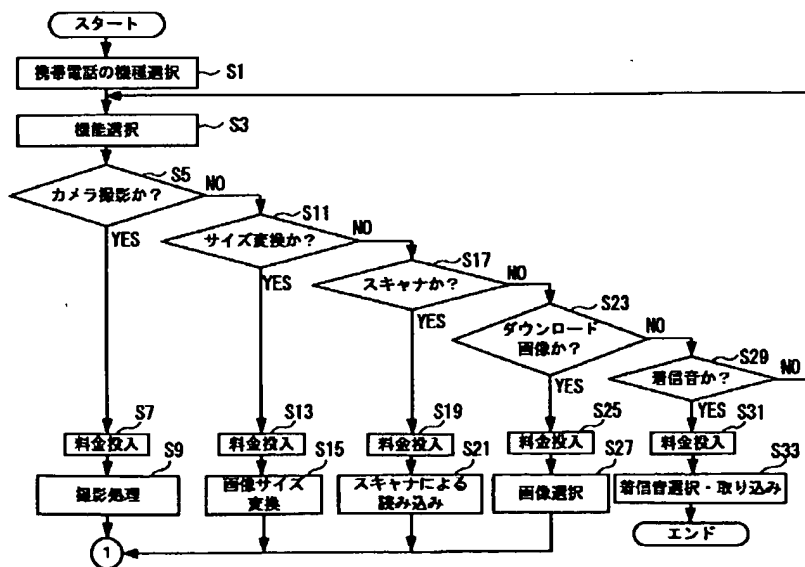 スタート
携帯電話の機種選択
S1
機能選択
S3
カメラ撮影か?
S5
NO
YES
サイズ変換か?
S11
NO
YES
スキャナか?
S17
NO
YES
ダウンロード
画像か?
S23
NO
YES
着信音か?
S29
NO
YES
料金投入
S7
料金投入
S13
料金投入
S19
料金投入
S25
料金投入
S31
撮影処理
S9
画像サイズ
変換
S15
スキャナによる
読み込み
S21
画像選択
S27
着信音選択・取り込み
S33
1
エンド